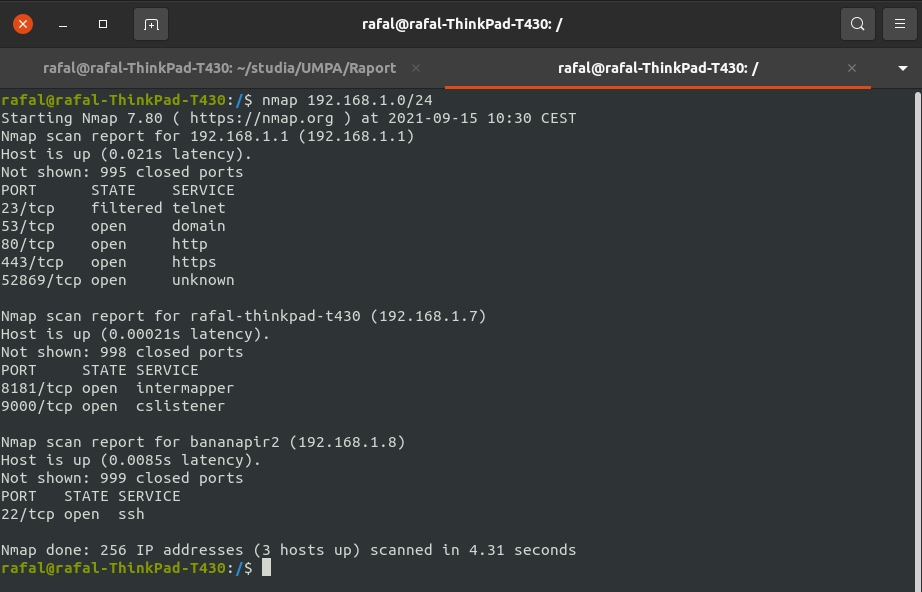 rafal@rafal-ThinkPad-T430: /
rafal@rafal-ThinkPad-T430: ~/studia/UMPA/Raport
rafal@rafal-ThinkPad-T430: /
rafal@rafal-ThinkPad-T430:/$ nmap 192.168.1.0/24
Starting Nmap 7.80 ( https://nmap.org ) at 2021-09-15 10:30 CEST
Nmap scan report for 192.168.1.1 (192.168.1.1)
Host is up (0.021s latency).
Not shown: 995 closed ports
PORT      STATE    SERVICE
23/tcp    filtered telnet
53/tcp    open     domain
80/tcp    open     http
443/tcp   open     https
52869/tcp open     unknown
Nmap scan report for rafal-thinkpad-t430 (192.168.1.7)
Host is up (0.00021s latency).
Not shown: 998 closed ports
PORT     STATE SERVICE
8181/tcp open  intermapper
9000/tcp open  cslistener
Nmap scan report for bananapir2 (192.168.1.8)
Host is up (0.0085s latency).
Not shown: 999 closed ports
PORT   STATE SERVICE
22/tcp open  ssh
Nmap done: 256 IP addresses (3 hosts up) scanned in 4.31 seconds
rafal@rafal-ThinkPad-T430:/$